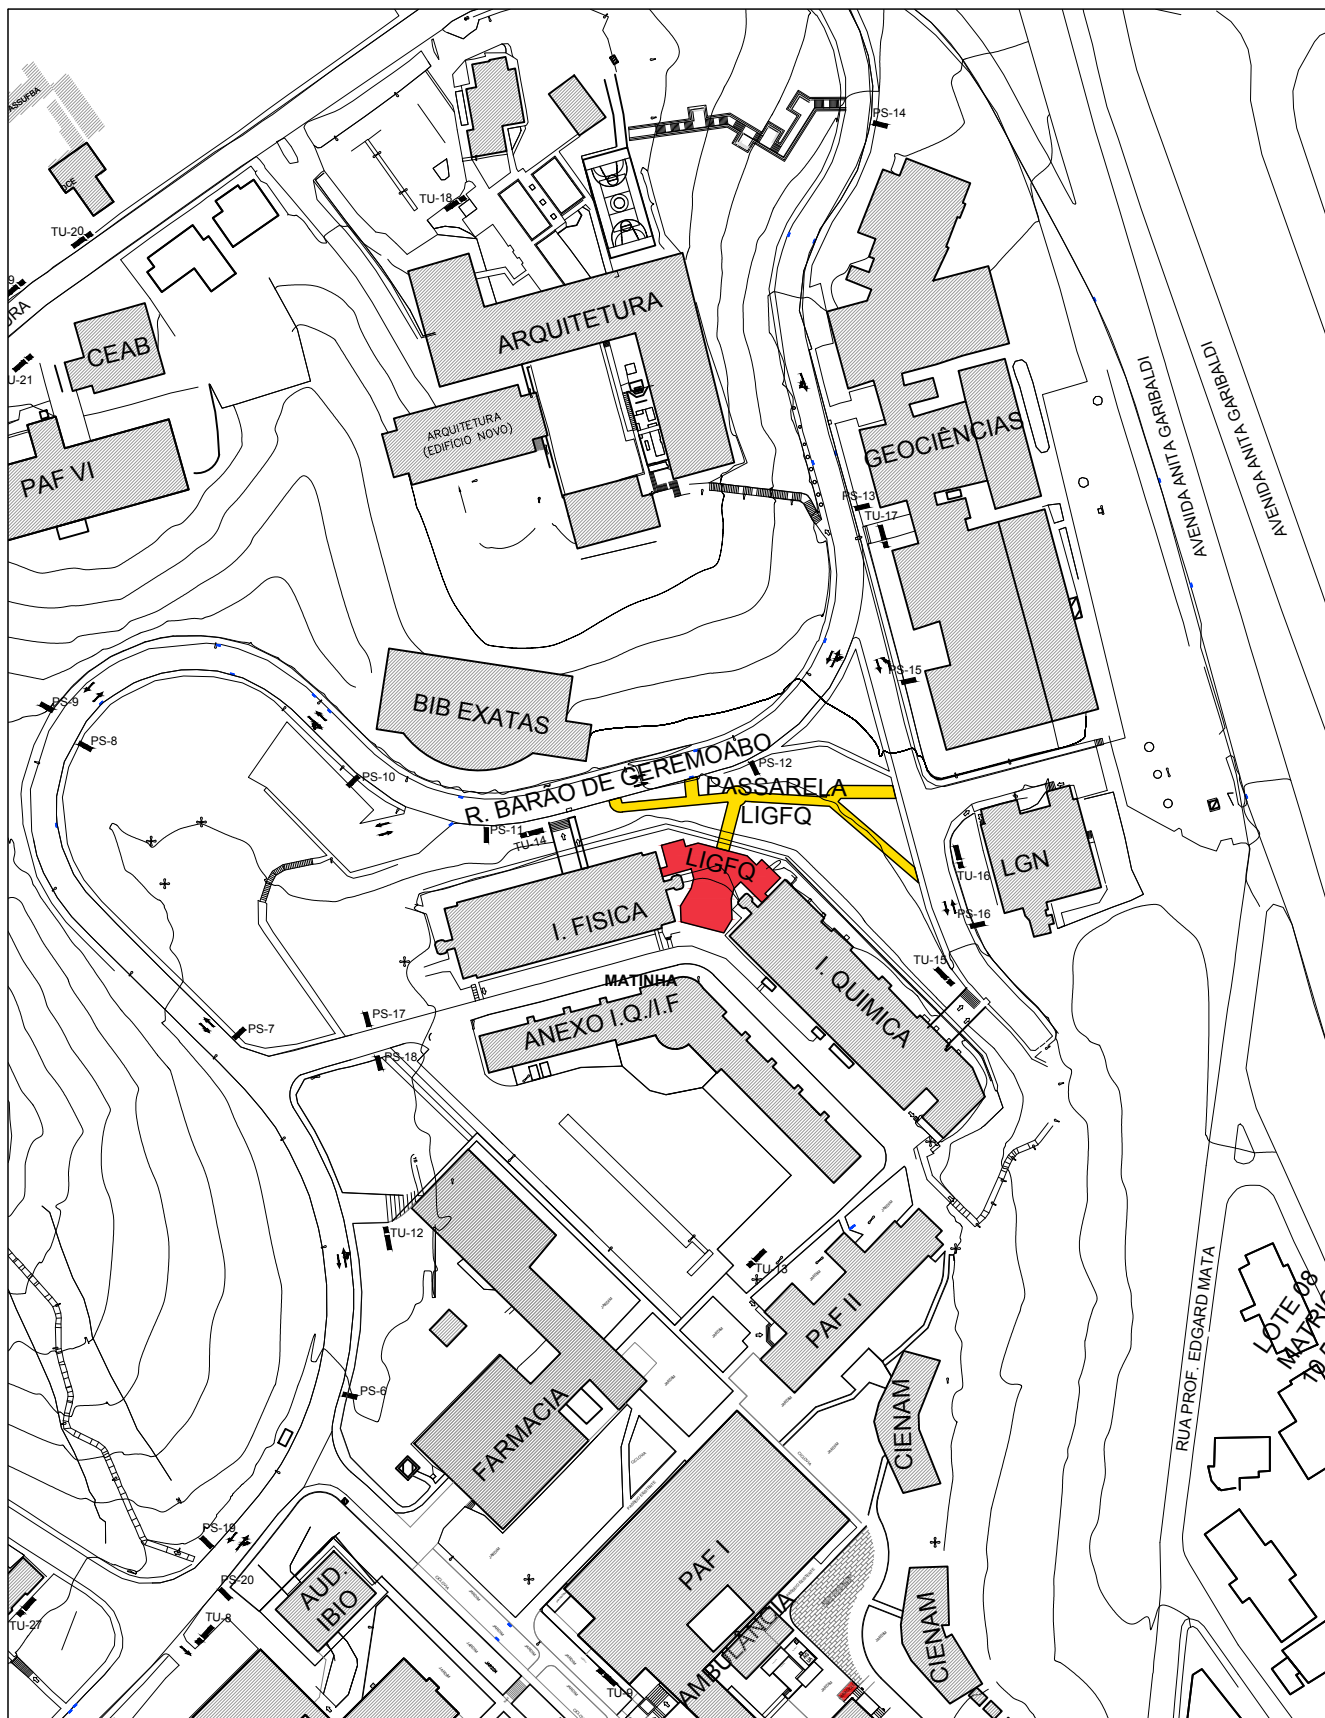 ASSUFBA
DCE
TU-20
TU-18
PS-14
CEAB
ARQUITETURA
ARQUITETURA
(EDIFÍCIO NOVO)
PAF VI
GEOCIÊNCIAS
PS-13
TU-17
AVENIDA ANITA GARIBALDI
AVENIDA ANITA GARIBALDI
PS-15
PS-9
PS-8
PS-10
BIB EXATAS
R. BARÃO DE GEREMOABO
PS-12
PASSARELA
LIGFQ
PS-11
TU-14
LIGFQ
LGN
TU-16
PS-16
I. FISICA
TU-15
I. QUIMICA
MATINHA
ANEXO I.Q./I.F
PS-17
PS-7
PS-18
TU-12
TU-13
PAF II
RUA PROF. EDGARD MATA
LOTE 08
PS-6
FARMACIA
CIENAM
PS-19
PS-20
AUD.
IBIO
PAF I
TU-27
TU-8
TU-9
AMBULANCIA
CIENAM